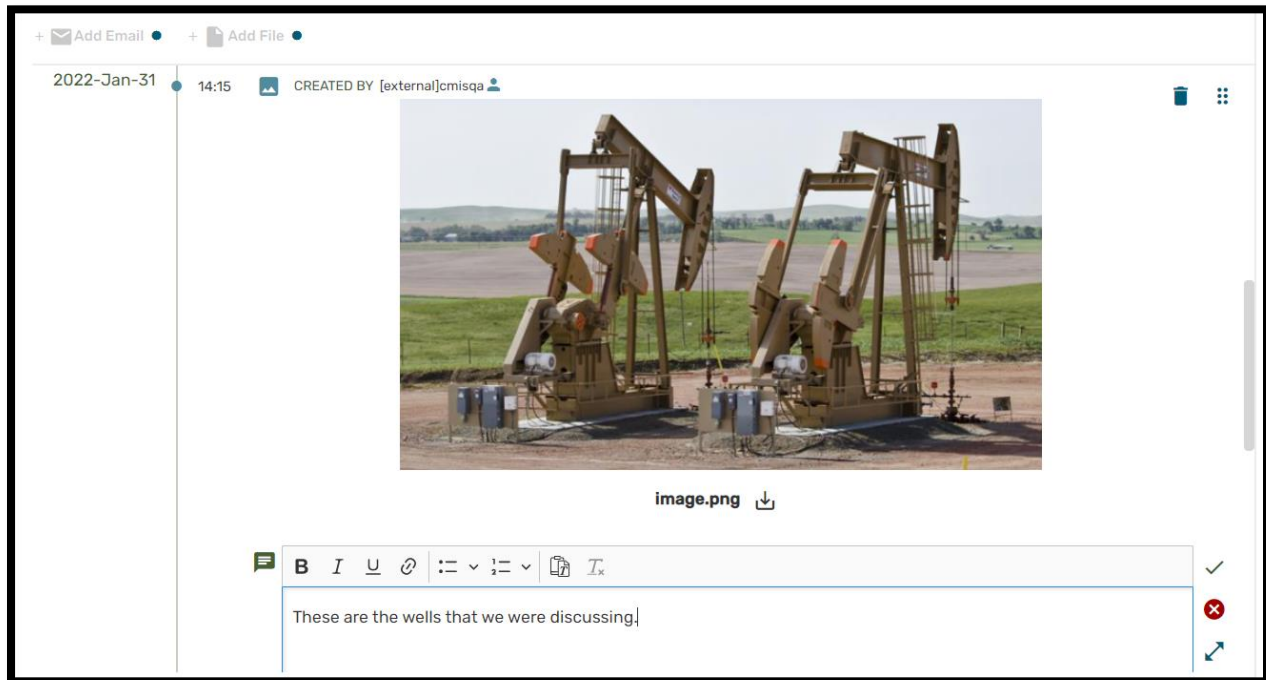 + Add Email + Add File
2022-Jan-31 14:15 CREATED BY [external]cmisqa
image.png
B I U T
These are the wells that we were discussing.